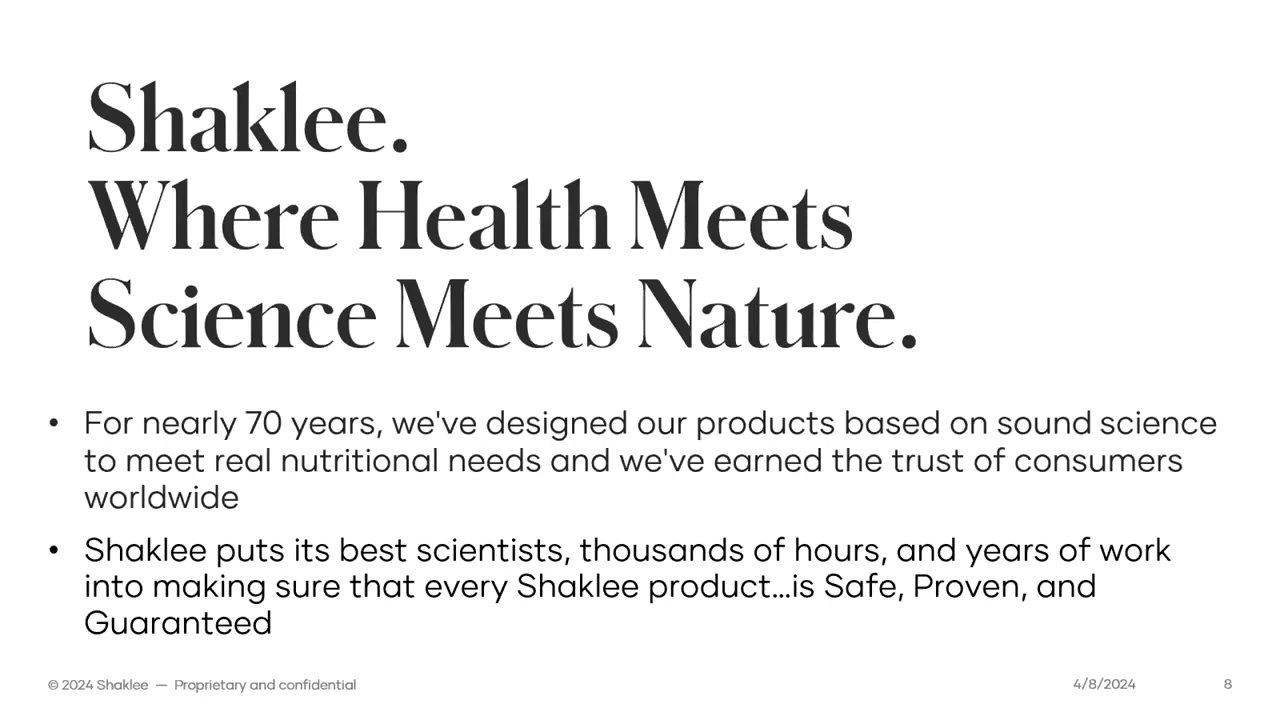 Shaklee.
Where Health Meets
Science Meets Nature.
• For nearly 70 years, we've designed our products based on sound science
to meet real nutritional needs and we've earned the trust of consumers
worldwide
• Shaklee puts its best scientists, thousands of hours, and years of work
into making sure that every Shaklee product...is Safe, Proven, and
Guaranteed
© 2024 Shaklee — Proprietary and confidential
4/8/2024
8